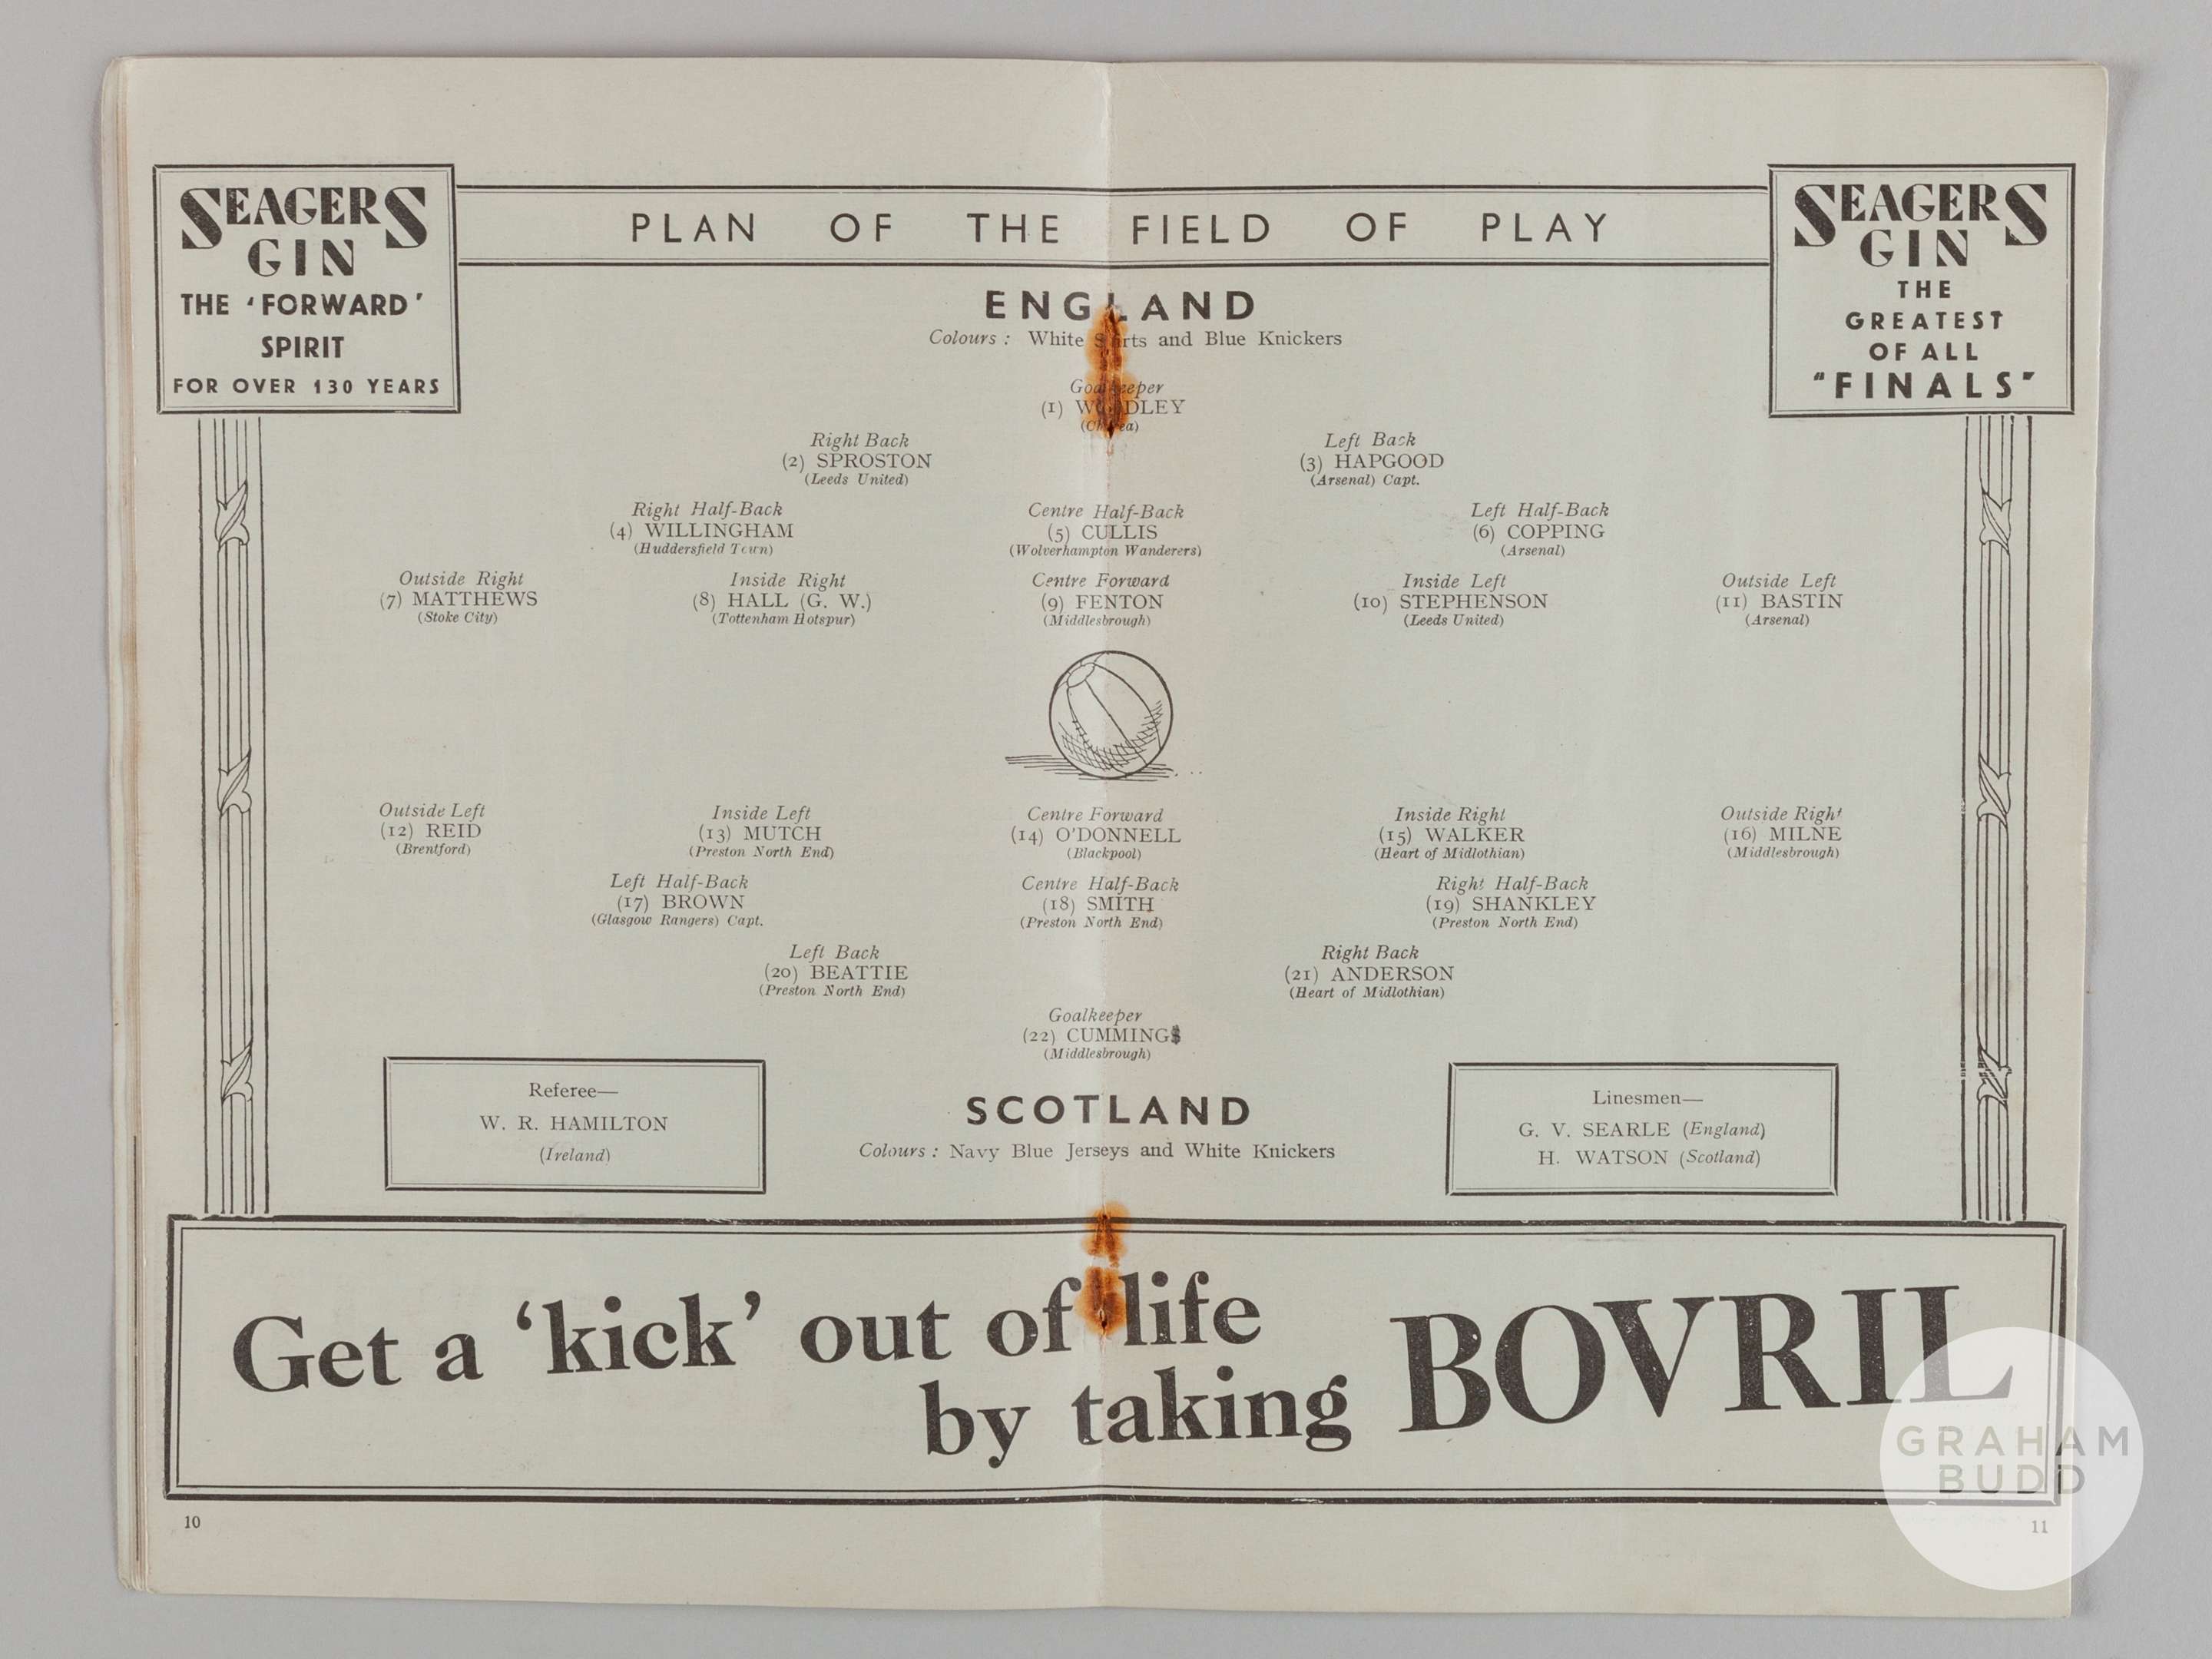 SEAGERS
GIN
THE ‘FORWARD’
SPIRIT
FOR OVER 130 YEARS
PLAN OF THE FIELD OF PLAY
SEAGERS
GIN
THE
GREATEST
OF ALL
"FINALS"
ENGLAND
Colours : White and Blue Knickers
Goalkeeper
(1) WOODLEY
(Chelsea)
Right Back
(2) SPROSTON
(Leeds United)
Left Back
(3) HAPGOOD
(Arsenal) Capt.
Right Half-Back
(4) WILLINGHAM
(Huddersfield Town)
Centre Half-Back
(5) CULLIS
(Wolverhampton Wanderers)
Left Half-Back
(6) COPPING
(Arsenal)
Outside Right
(7) MATTHEWS
(Stoke City)
Inside Right
(8) HALL (G. W.)
(Tottenham Hotspur)
Centre Forward
(9) FENTON
(Middlesbrough)
Inside Left
(10) STEPHENSON
(Leeds United)
Outside Left
(11) BASTIN
(Arsenal)
Outside Left
(12) REID
(Brentford)
Inside Left
(13) MUTCH
(Preston North End)
Centre Forward
(14) O'DONNELL
(Blackpool)
Inside Right
(15) WALKER
(Heart of Midlothian)
Outside Right
(16) MILNE
(Middlesbrough)
Left Half-Back
(17) BROWN
(Glasgow Rangers) Capt.
Centre Half-Back
(18) SMITH
(Preston North End)
Right Half-Back
(19) SHANKLEY
(Preston North End)
Left Back
(20) BEATTIE
(Preston North End)
Right Back
(21) ANDERSON
(Heart of Midlothian)
Goalkeeper
(22) CUMMINGS
(Middlesbrough)
Referee—
W. R. HAMILTON
(Ireland)
SCOTLAND
Colours : Navy Blue Jerseys and White Knickers
Linesmen—
G. V. SEARLE (England)
H. WATSON (Scotland)
Get a ‘kick’ out of life
by taking BOVRIL
GRAHAM
BUDD
10
11